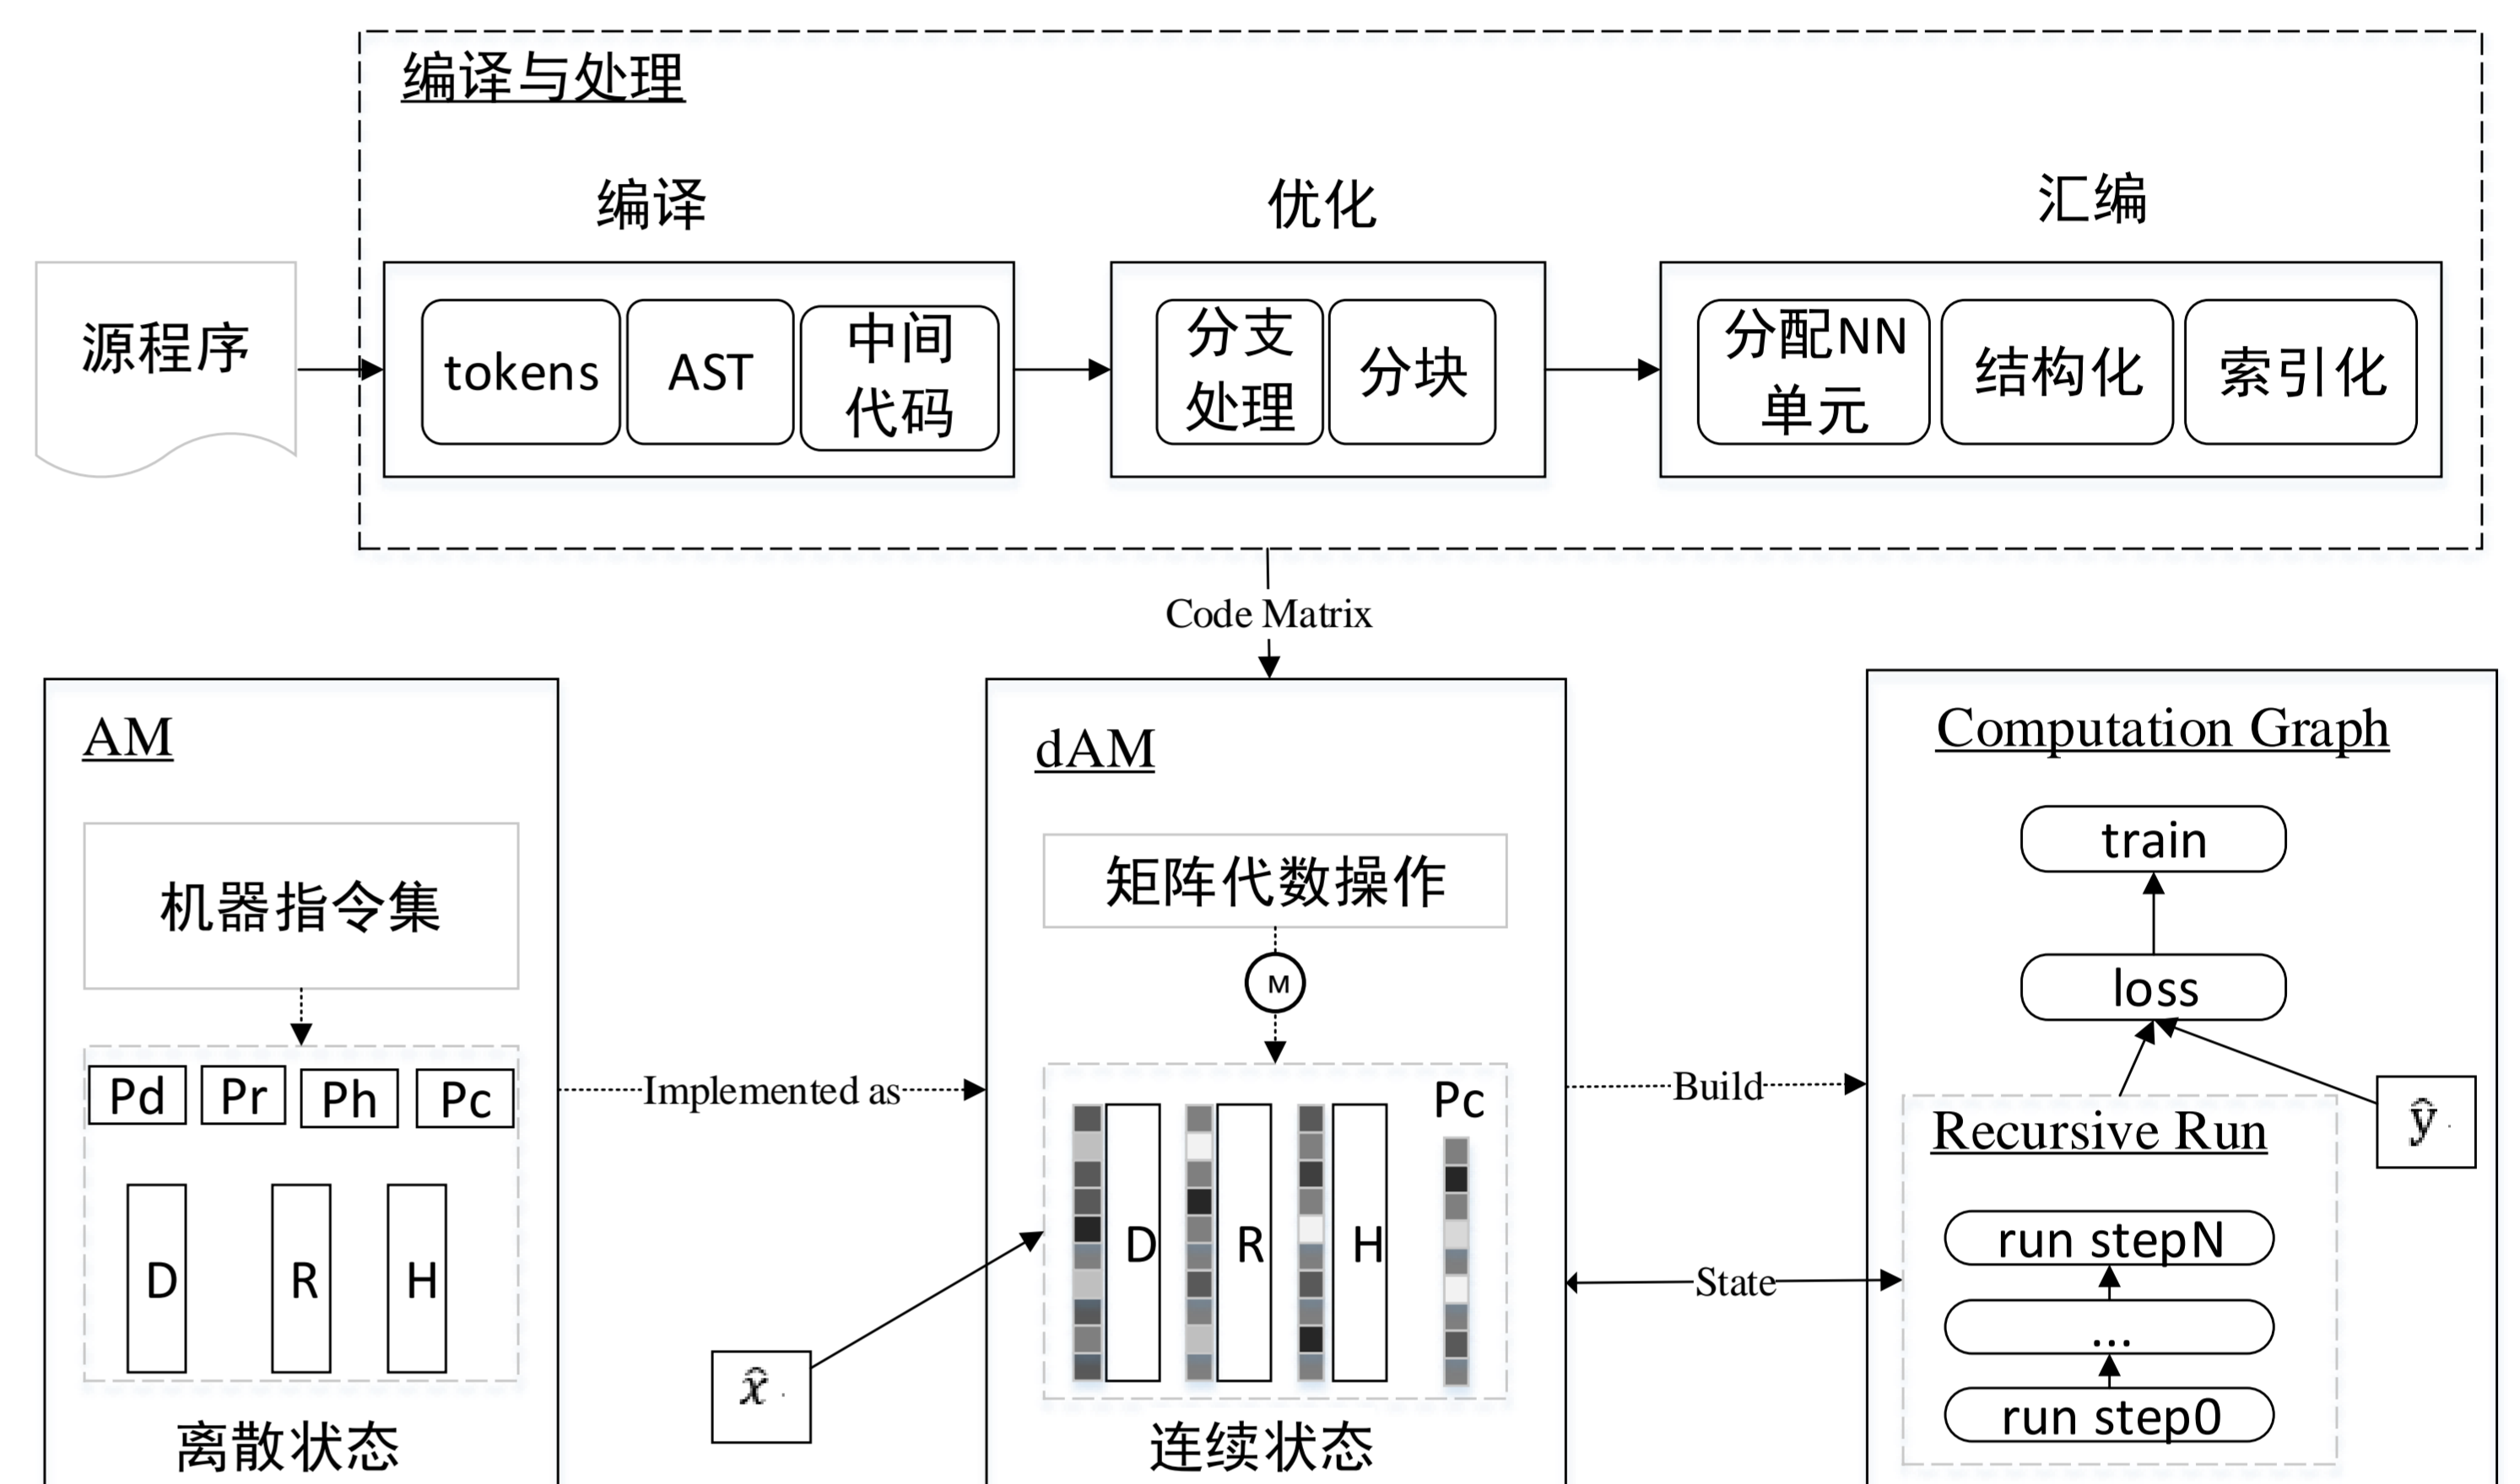 编译与处理
编译
优化
汇编
源程序
tokens
AST
中间
代码
分支
处理
分块
分配NN
单元
结构化
索引化
Code Matrix
AM
机器指令集
Pd
Pr
Ph
Pc
D
R
H
离散状态
Implemented as
x̂
dAM
矩阵代数操作
M
Pc
D
R
H
连续状态
Build
State
Computation Graph
train
loss
ŷ
Recursive Run
run stepN
...
run step0